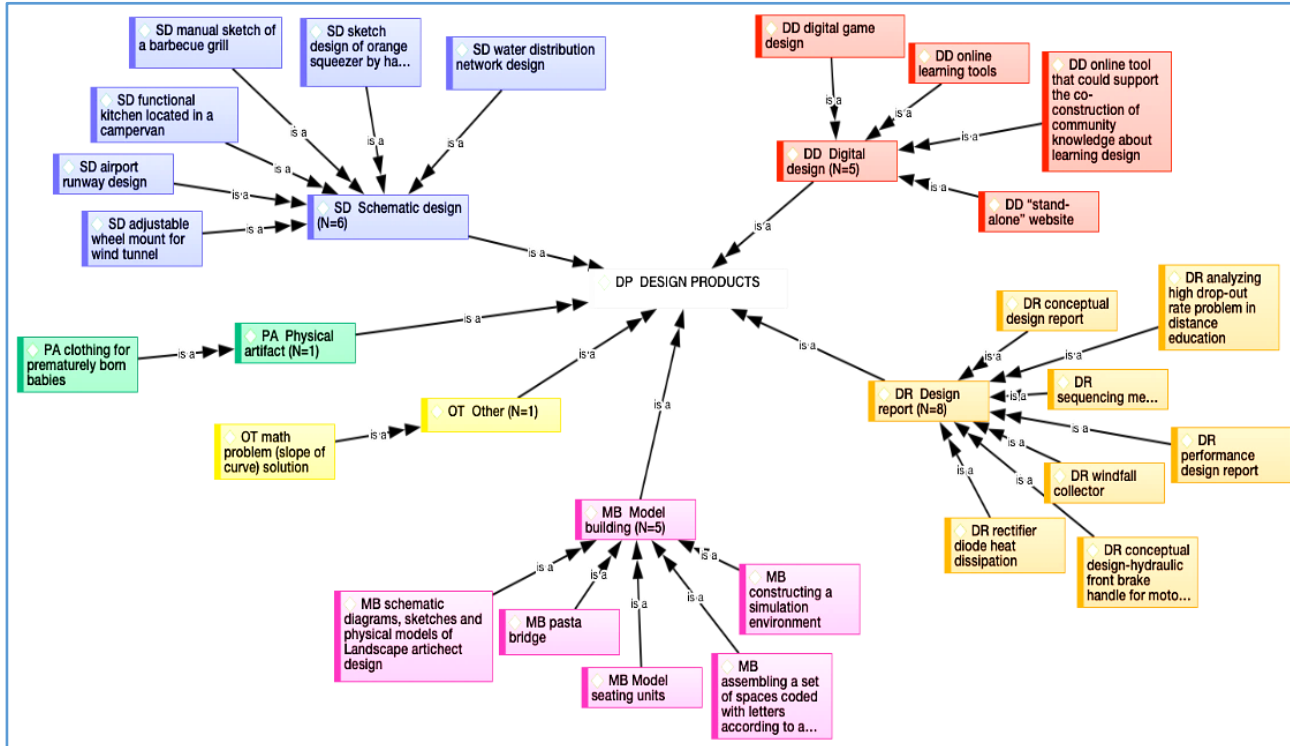 SD manual sketch of
a barbecue grill
SD sketch
design of orange
squeezer by ha…
SD water distribution
network design
SD functional
kitchen located in a
campervan
SD airport
runway design
SD adjustable
wheel mount for
wind tunnel
SD Schematic design
(N=6)
is a
is a
is a
is a
is a
is a
is a
DD digital game
design
DD online
learning tools
DD online tool
that could support
the co-
construction of
community
knowledge about
learning design
DD Digital
design (N=5)
DD “stand-
alone” website
is a
is a
is a
is a
is a
DP DESIGN PRODUCTS
PA clothing for
prematurely born
babies
is a
PA Physical
artifact (N=1)
is a
OT math
problem (slope of
curve) solution
is a
OT Other (N=1)
is a
DR conceptual
design report
DR analyzing
high drop-out
rate problem in
distance
education
DR Design
report (N=8)
DR
sequencing me…
DR
performance
design report
DR windfall
collector
DR rectifier
diode heat
dissipation
DR conceptual
design-hydraulic
front brake
handle for moto…
is a
is a
is a
is a
is a
is a
is a
is a
MB Model
building (N=5)
is a
is a
is a
is a
is a
is a
MB schematic
diagrams, sketches and
physical models of
Landscape artichect
design
MB pasta
bridge
MB Model
seating units
MB
constructing a
simulation
environment
MB
assembling a set
of spaces coded
with letters
according to a…